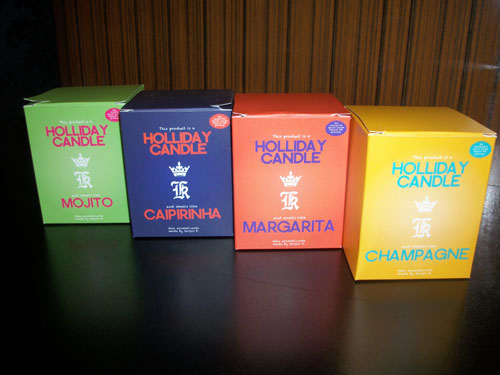 This product is a
HOLLIDAY
CANDLE
K
and smells like
MOJITO
This product is a
HOLLIDAY
CANDLE
K
and smells like
CAIPIRINHA
This product is a
HOLLIDAY
CANDLE
K
and smells like
MARGARITA
This product is a
HOLLIDAY
CANDLE
K
and smells like
CHAMPAGNE